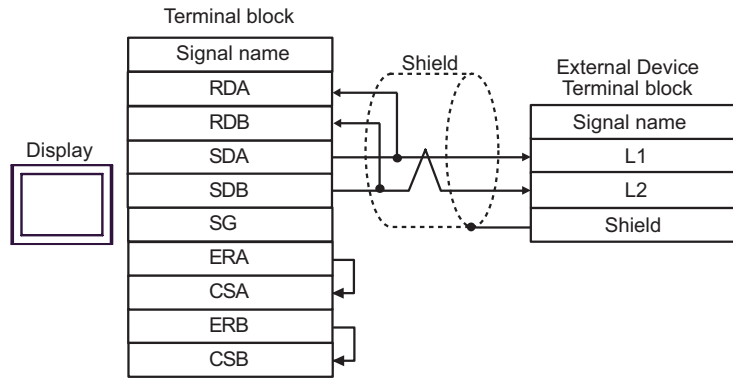 Terminal block
Signal name
RDA
RDB
SDA
SDB
SG
ERA
CSA
ERB
CSB
Display
Shield
External Device
Terminal block
Signal name
L1
L2
Shield